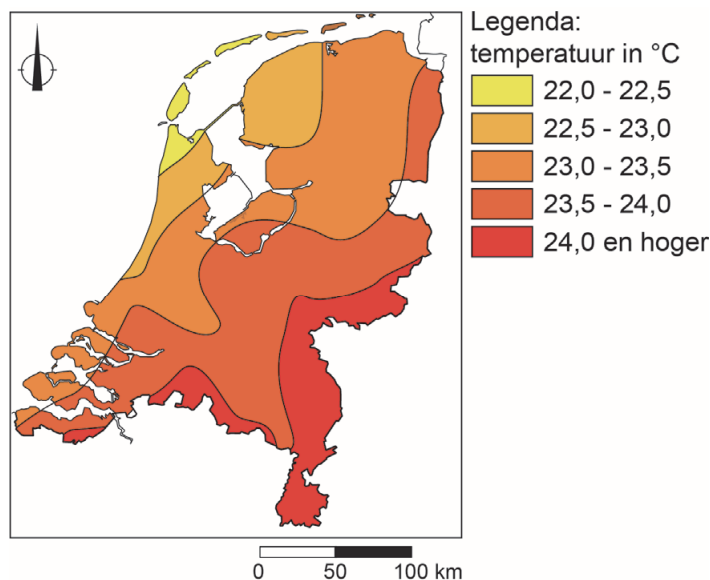 Legenda:
temperatuur in °C
22,0 - 22,5
22,5 - 23,0
23,0 - 23,5
23,5 - 24,0
24,0 en hoger
0 50 100 km